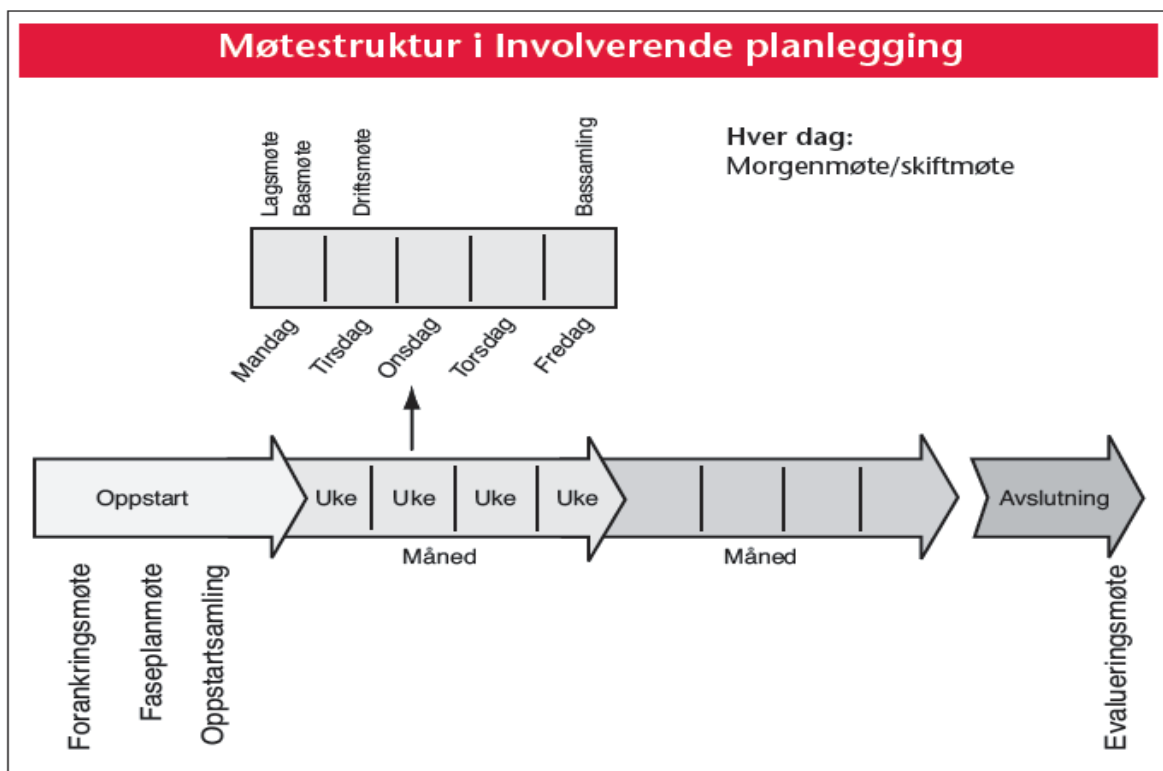 Møtestruktur i Involverende planlegging
Hver dag:
Morgenmøte/skiftmøte
Lagsmøte
Basmøte
Driftsmøte
Bassamling
Mandag
Tirsdag
Onsdag
Torsdag
Fredag
Oppstart
Uke
Uke
Uke
Uke
Avslutning
Måned
Måned
Forankringsmøte
Faseplanmøte
Oppstartsamling
Evalueringsmøte